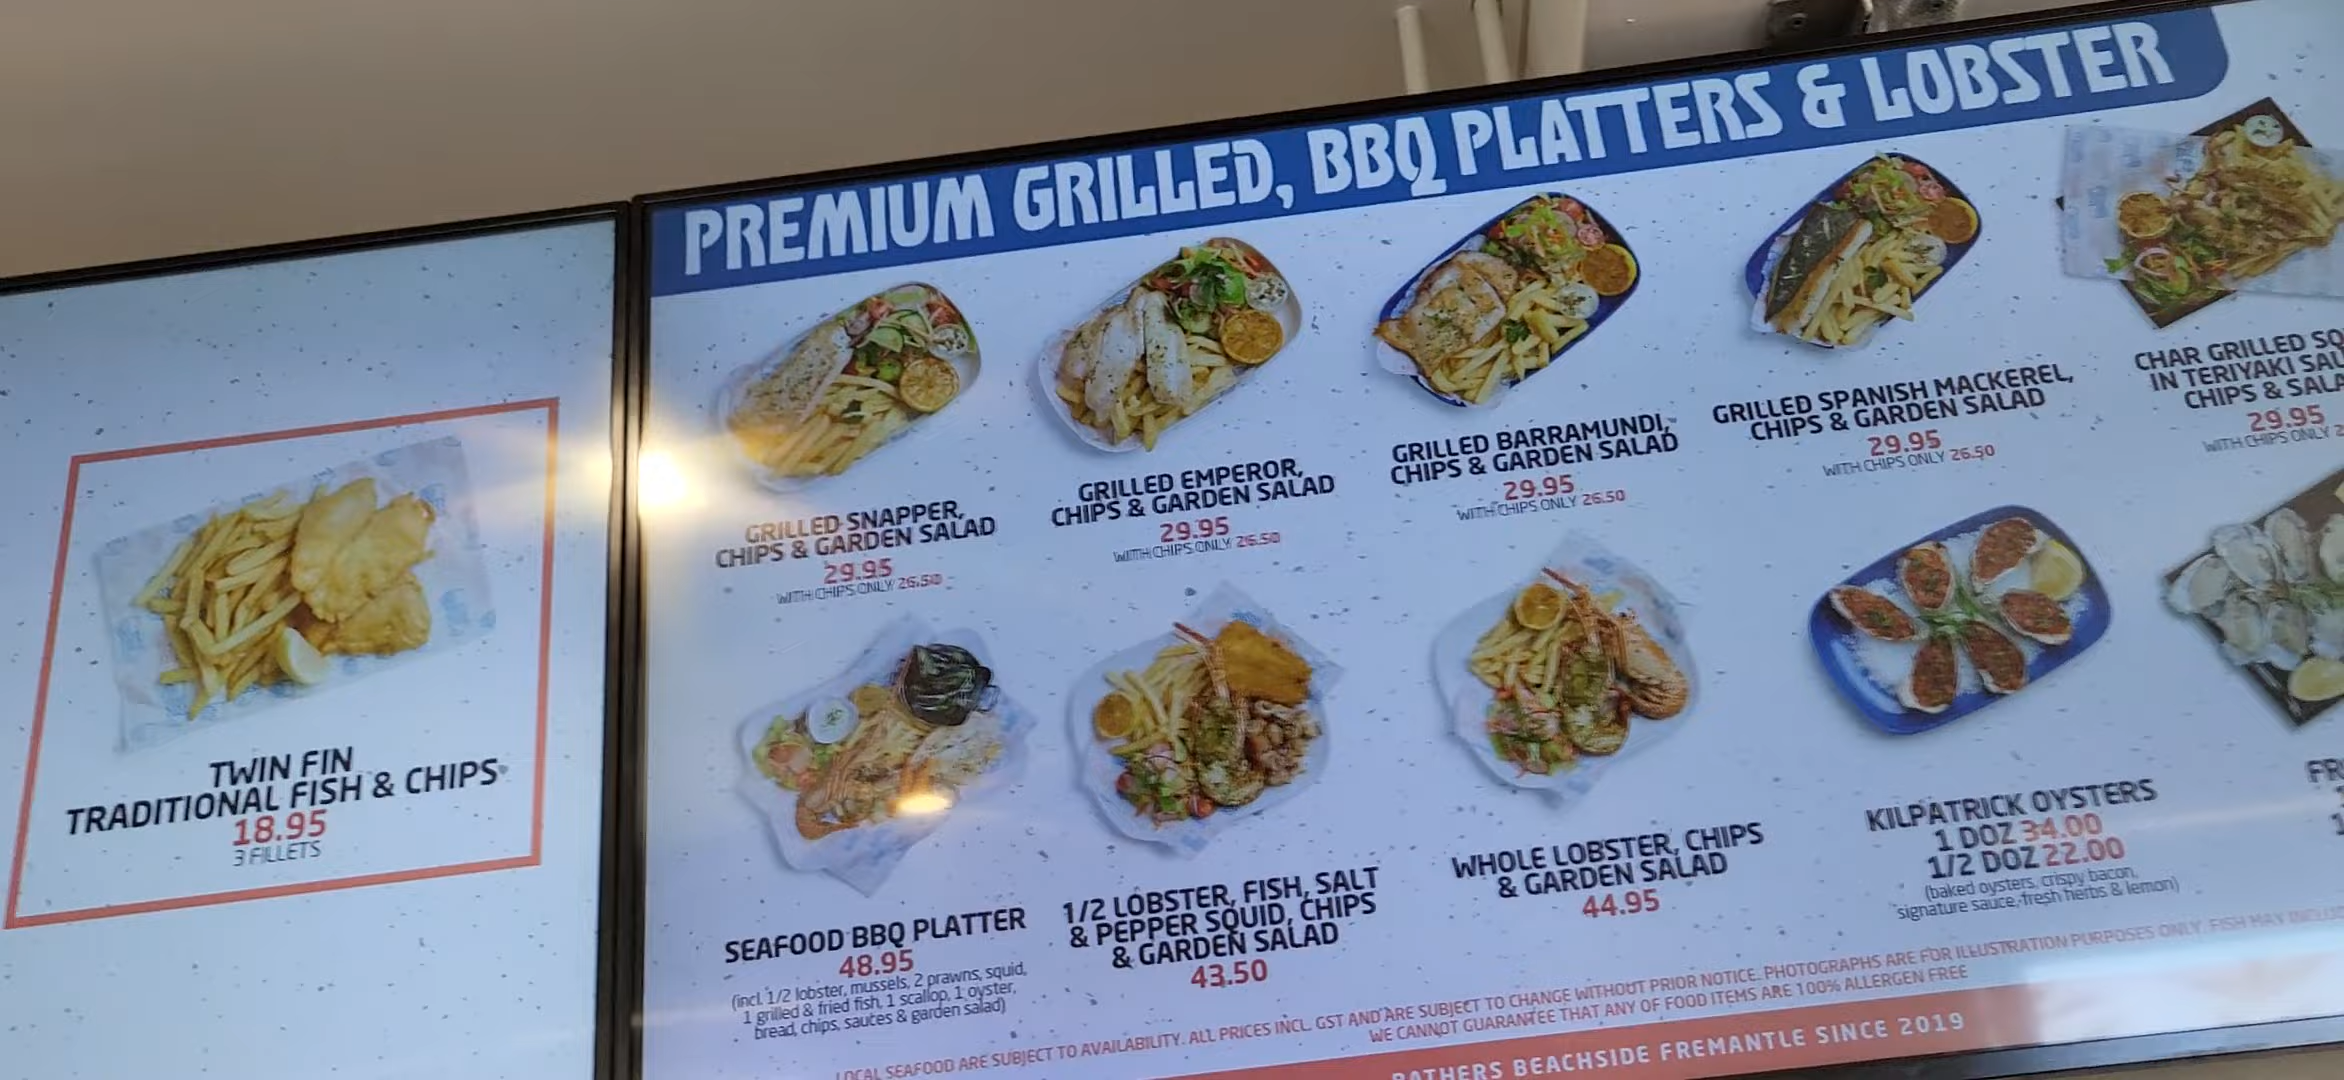 TWIN FIN
TRADITIONAL FISH & CHIPS
18.95
3 FILLETS
PREMIUM GRILLED, BBQ PLATTERS & LOBSTER
GRILLED SNAPPER,
CHIPS & GARDEN SALAD
29.95
WITH CHIPS ONLY 26.50
GRILLED EMPEROR,
CHIPS & GARDEN SALAD
29.95
WITH CHIPS ONLY 26.50
GRILLED BARRAMUNDI,
CHIPS & GARDEN SALAD
29.95
WITH CHIPS ONLY 26.50
GRILLED SPANISH MACKEREL,
CHIPS & GARDEN SALAD
29.95
WITH CHIPS ONLY 26.50
CHAR GRILLED
IN TERIYAKI
CHIPS &
29.95
WITH CHIPS ONLY
SEAFOOD BBQ PLATTER
48.95
(incl. 1/2 lobster, mussels, 2 prawns, squid,
1 grilled & fried fish, 1 scallop, 1 oyster,
bread, chips, sauces & garden salad)
1/2 LOBSTER, FISH, SALT
& PEPPER SQUID, CHIPS
& GARDEN SALAD
43.50
WHOLE LOBSTER, CHIPS
& GARDEN SALAD
44.95
KILPATRICK OYSTERS
1 DOZ 34.00
1/2 DOZ 22.00
(baked oysters, crispy bacon,
signature sauce, fresh herbs & lemon)
LOCAL SEAFOOD ARE SUBJECT TO AVAILABILITY. ALL PRICES INCL. GST AND ARE SUBJECT TO CHANGE WITHOUT PRIOR NOTICE. PHOTOGRAPHS ARE FOR ILLUSTRATION PURPOSES ONLY. FISH MAY
WE CANNOT GUARANTEE THAT ANY OF FOOD ITEMS ARE 100% ALLERGEN FREE
BATHERS BEACHSIDE FREMANTLE SINCE 2019